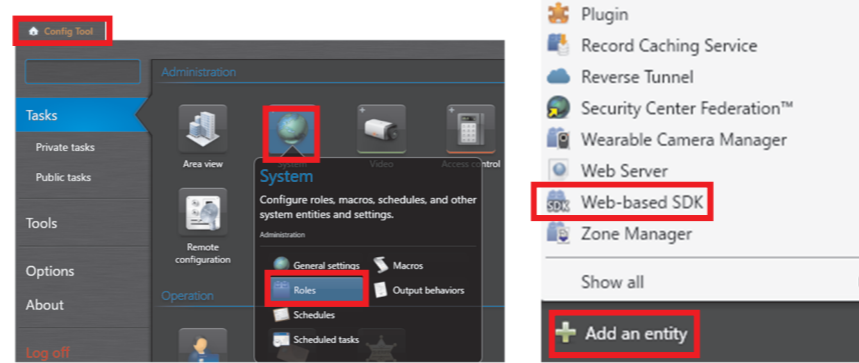 Config Tool
Administration
Tasks
Private tasks
Public tasks
Tools
Options
About
Log off
Area view
System
Video
Access control
System
Configure roles, macros, schedules, and other
system entities and settings.
Administration
General settings
Macros
Roles
Output behaviors
Schedules
Scheduled tasks
Remote
configuration
Operation
Plugin
Record Caching Service
Reverse Tunnel
Security Center Federation™
Wearable Camera Manager
Web Server
SDK
Web-based SDK
Zone Manager
Show all
Add an entity